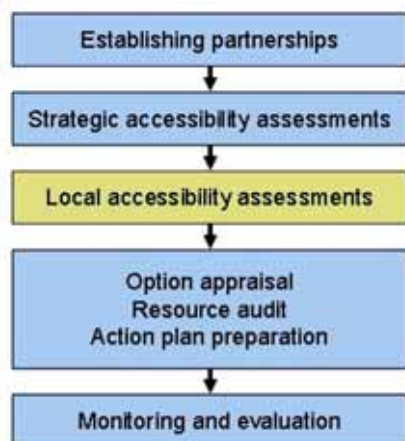 Establishing partnerships
Strategic accessibility assessments
Local accessibility assessments
Option appraisal
Resource audit
Action plan preparation
Monitoring and evaluation